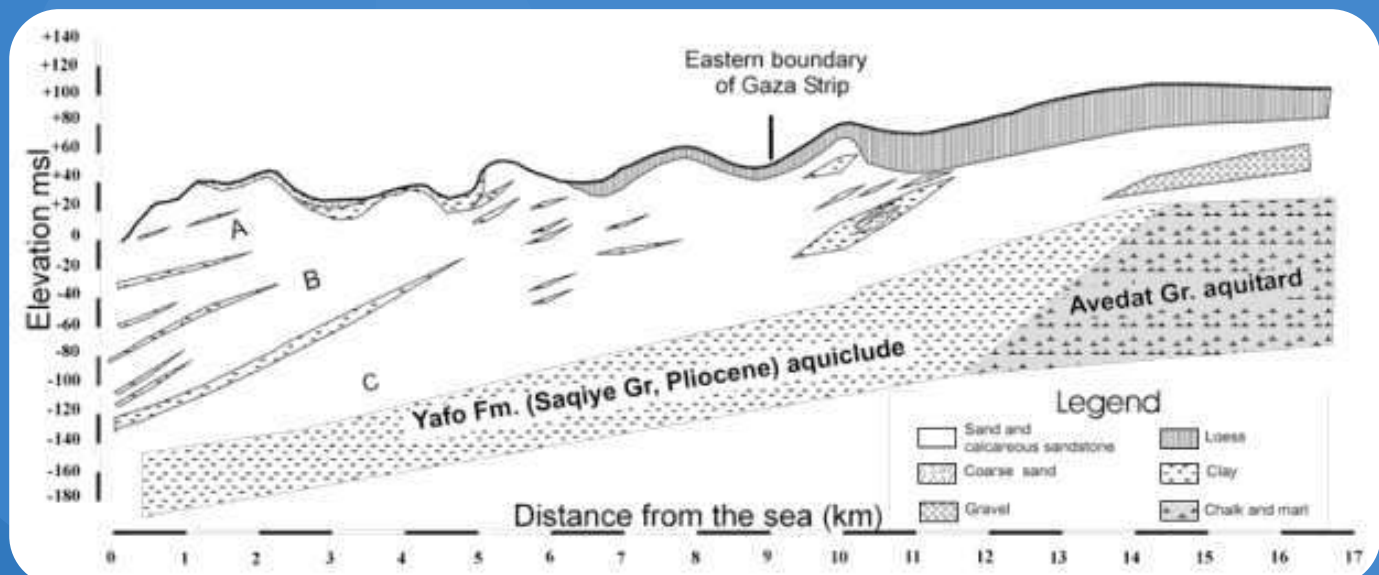 +140
+120
+100
+80
+60
+40
+20
0
-20
-40
-60
-80
-100
-120
-140
-160
-180
Elevation msl
Eastern boundary
of Gaza Strip
A
B
C
Yafo Fm. (Saqiye Gr, Pliocene) aquiclude
Avedat Gr. aquitard
Legend
Sand and
calcareous sandstone
Coarse sand
Gravel
Loess
Clay
Chalk and marl
Distance from the sea (km)
0 1 2 3 4 5 6 7 8 9 10 11 12 13 14 15 16 17